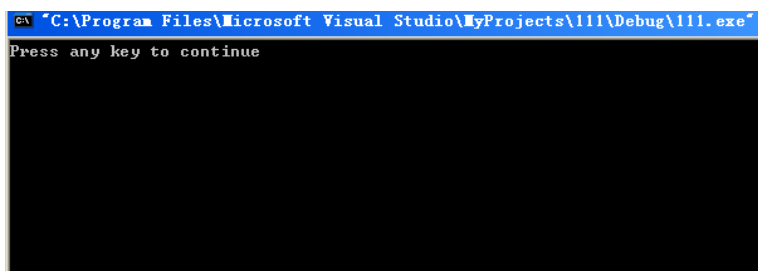 "C:\Program Files\Microsoft Visual Studio\MyProjects\111\Debug\111.exe"
Press any key to continue